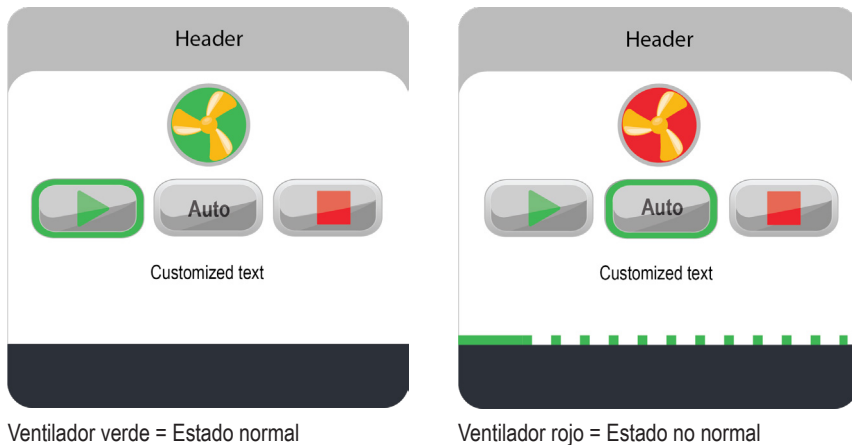 Header
Auto
Customized text
Ventilador verde = Estado normal
Header
Auto
Customized text
Ventilador rojo = Estado no normal